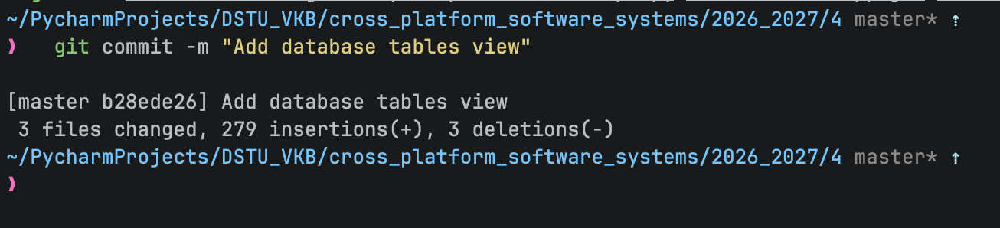 ~/PycharmProjects/DSTU_VKB/cross_platform_software_systems/2026_2027/4 master* ⇡
❯   git commit -m "Add database tables view"
[master b28ede26] Add database tables view
 3 files changed, 279 insertions(+), 3 deletions(-)
~/PycharmProjects/DSTU_VKB/cross_platform_software_systems/2026_2027/4 master* ⇡
❯